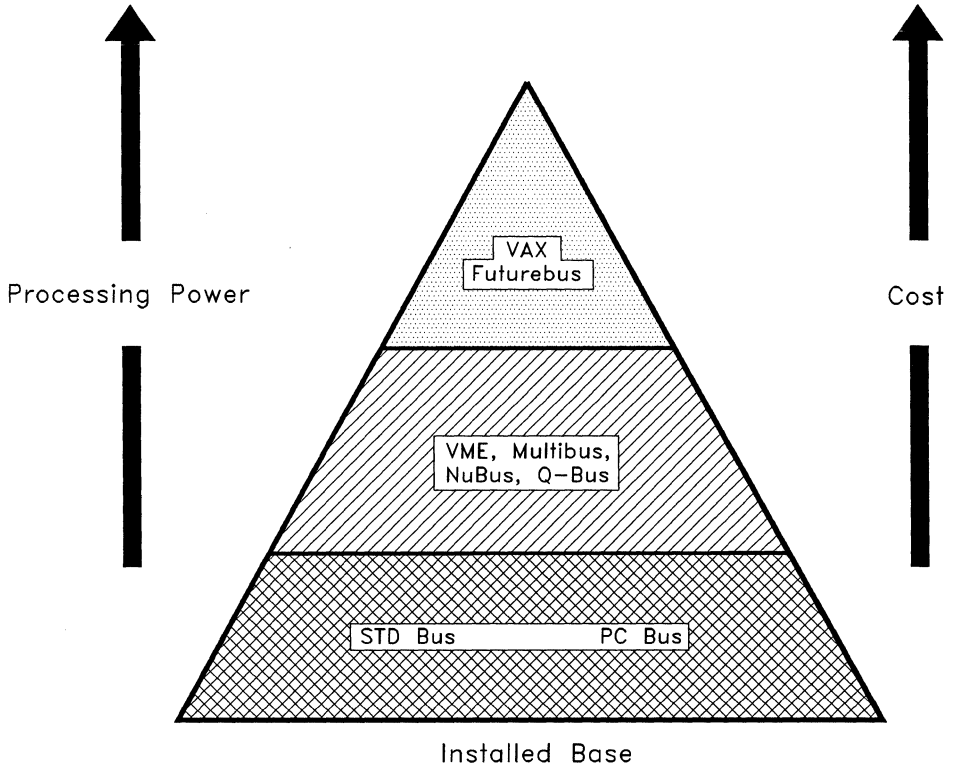 VAX
Futurebus
Processing Power
Cost
VME, Multibus,
NuBus, Q-Bus
STD Bus PC Bus
Installed Base